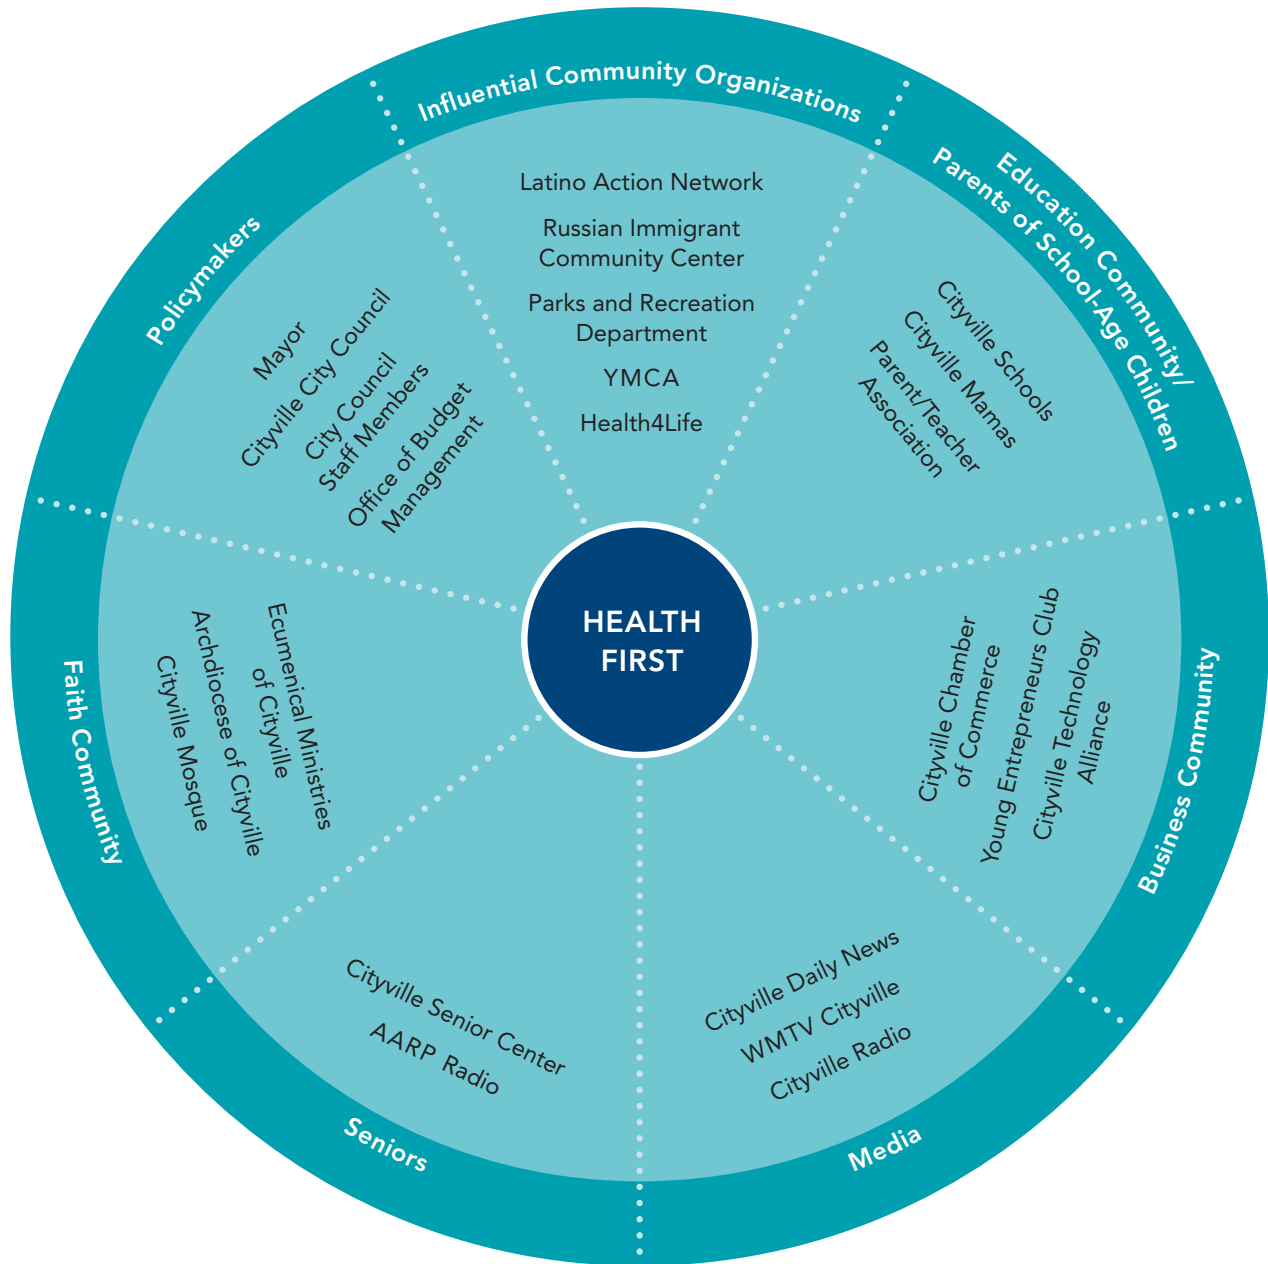 Influential Community Organizations
Latino Action Network
Russian Immigrant
Community Center
Parks and Recreation
Department
YMCA
Health4Life
Education Community/
Parents of School-Age Children
Cityville Schools
Cityville Mamas
Parent/Teacher
Association
Business Community
Cityville Chamber
of Commerce
Young Entrepreneurs Club
Cityville Technology
Alliance
Media
Cityville Daily News
WMTV Cityville
Cityville Radio
Seniors
Cityville Senior Center
AARP Radio
Faith Community
Ecumenical Ministries
of Cityville
Archdiocese of Cityville
Cityville Mosque
Policymakers
Mayor
Cityville City Council
City Council
Staff Members
Office of Budget
Management
HEALTH
FIRST